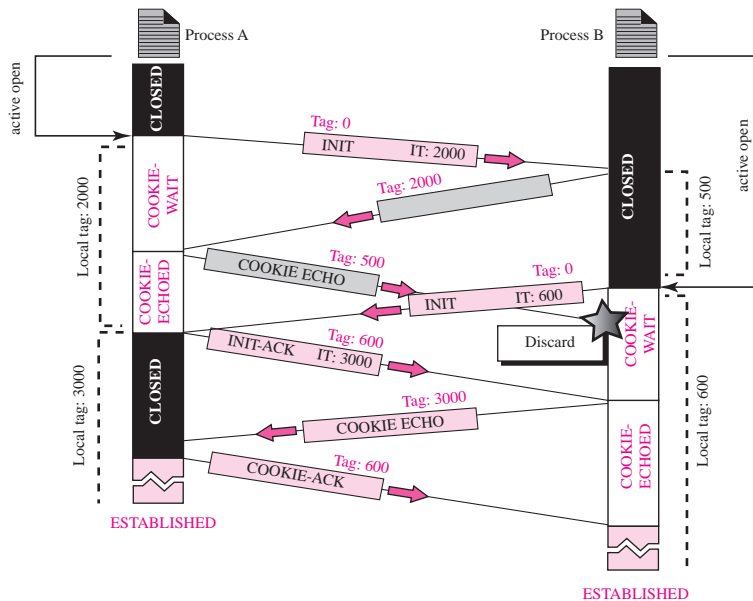 Process A
Process B
active open
CLOSED
CLOSED
active open
Tag: 0
INIT IT: 2000
Tag: 2000
Local tag: 2000
COOKIE-
WAIT
Local tag: 500
Tag: 500
COOKIE ECHO
COOKIE-
ECHOED
Tag: 0
INIT IT: 600
Discard
COOKIE-
WAIT
Tag: 600
INIT-ACK IT: 3000
Local tag: 3000
CLOSED
Local tag: 600
Tag: 3000
COOKIE ECHO
COOKIE-
ECHOED
Tag: 600
COOKIE-ACK
ESTABLISHED
ESTABLISHED